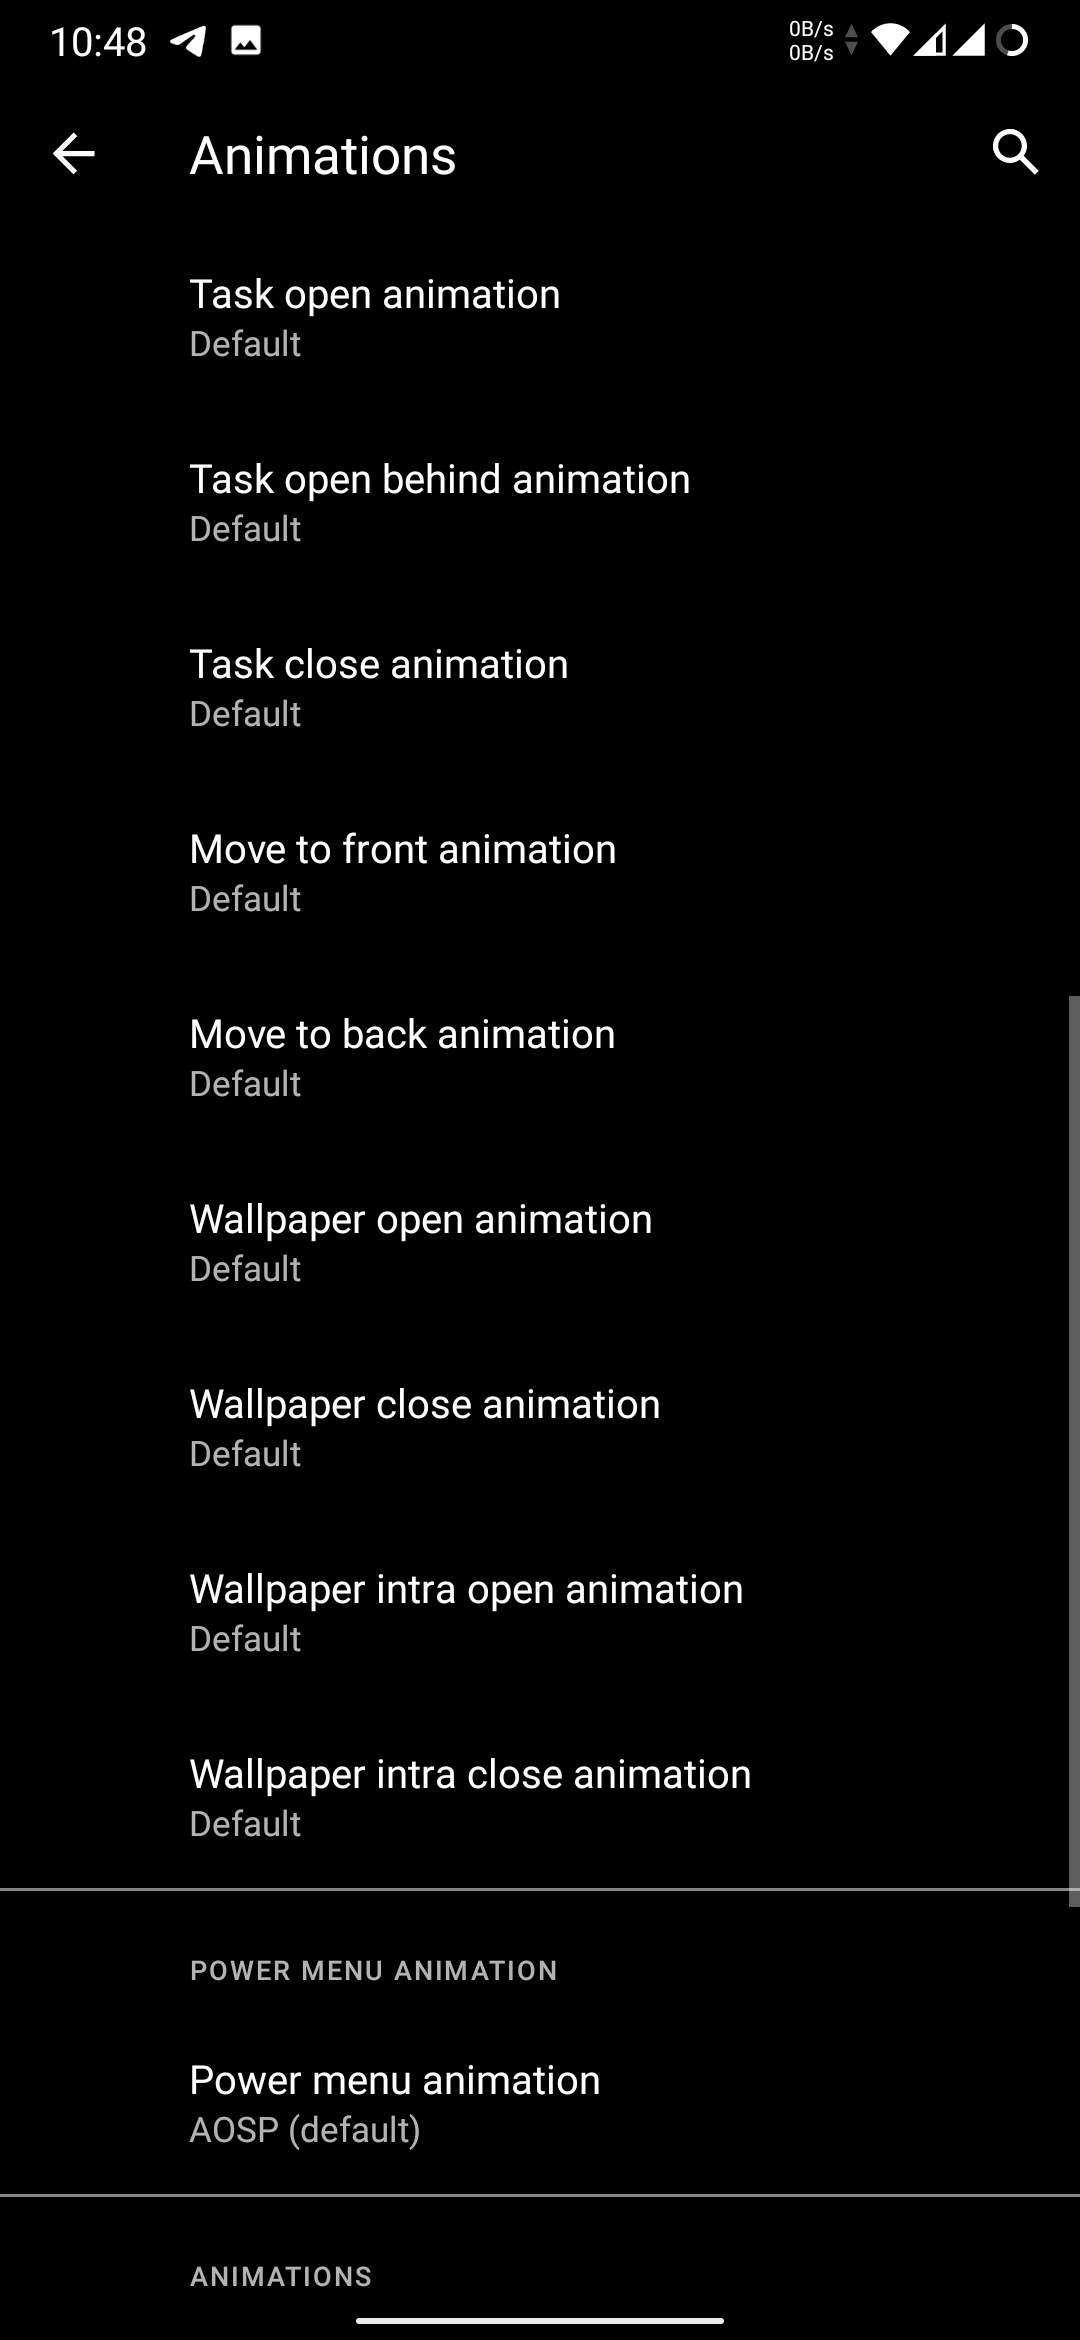 10:48
0B/s
0B/s
Animations
Task open animation
Default
Task open behind animation
Default
Task close animation
Default
Move to front animation
Default
Move to back animation
Default
Wallpaper open animation
Default
Wallpaper close animation
Default
Wallpaper intra open animation
Default
Wallpaper intra close animation
Default
POWER MENU ANIMATION
Power menu animation
AOSP (default)
ANIMATIONS